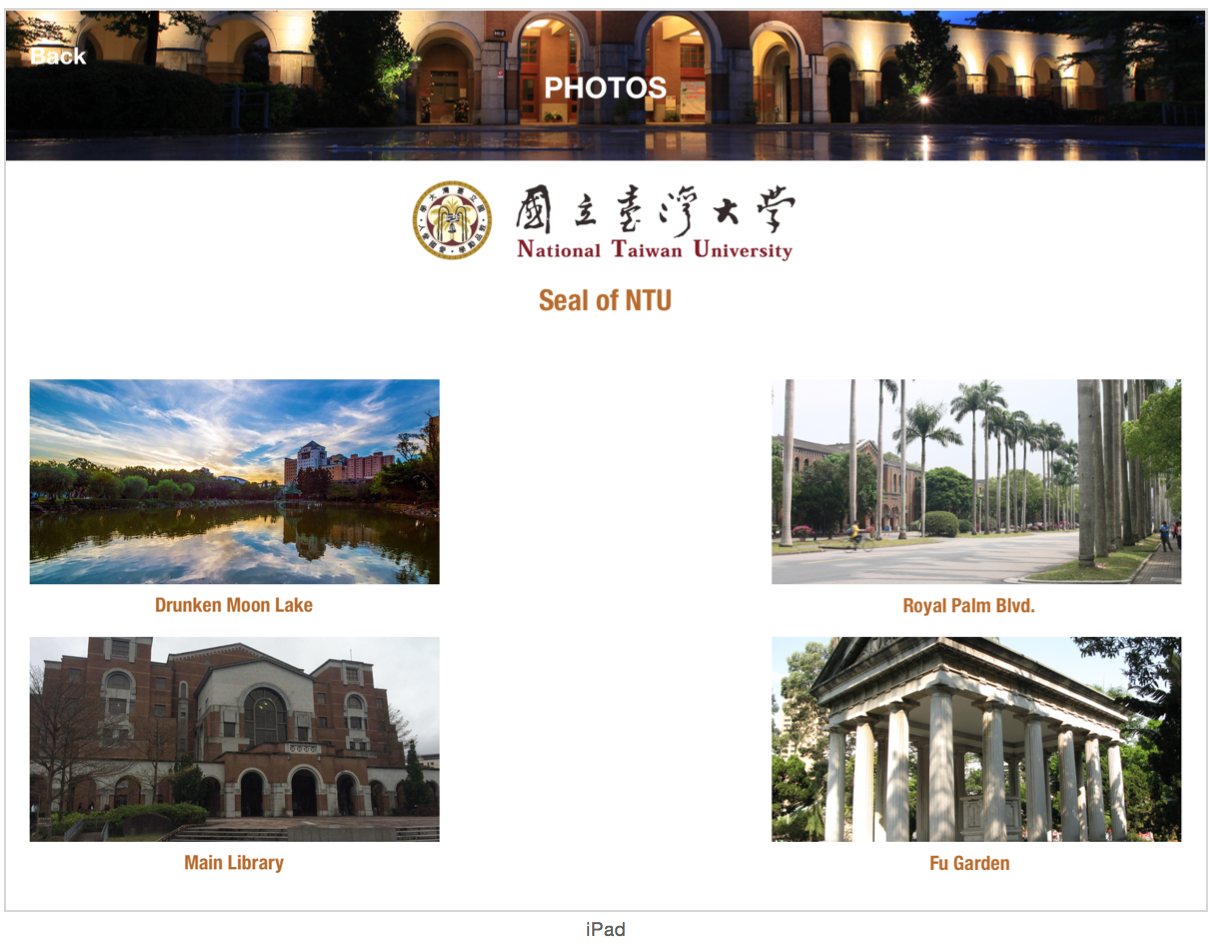 Back
PHOTOS
國立臺灣大學
National Taiwan University
Seal of NTU
Drunken Moon Lake
Royal Palm Blvd.
Main Library
Fu Garden
iPad